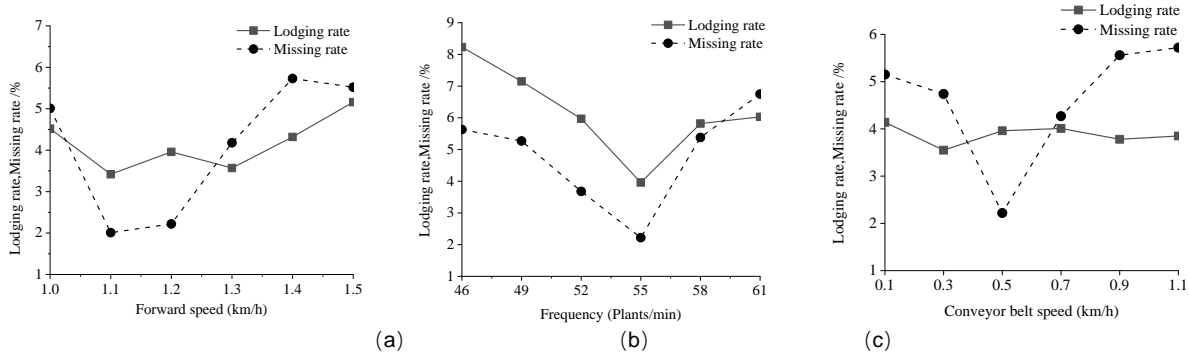 Lodging rate
Missing rate
Lodging rate,Missing rate /%
7
6
5
4
3
2
1
1.0 1.1 1.2 1.3 1.4 1.5
Forward speed (km/h)
(a)
Lodging rate
Missing rate
Lodging rate,Missing rate /%
9
8
7
6
5
4
3
2
1
46 49 52 55 58 61
Frequency (Plants/min)
(b)
Lodging rate
Missing rate
Lodging rate,Missing rate /%
6
5
4
3
2
1
0.1 0.3 0.5 0.7 0.9 1.1
Conveyor belt speed (km/h)
(c)